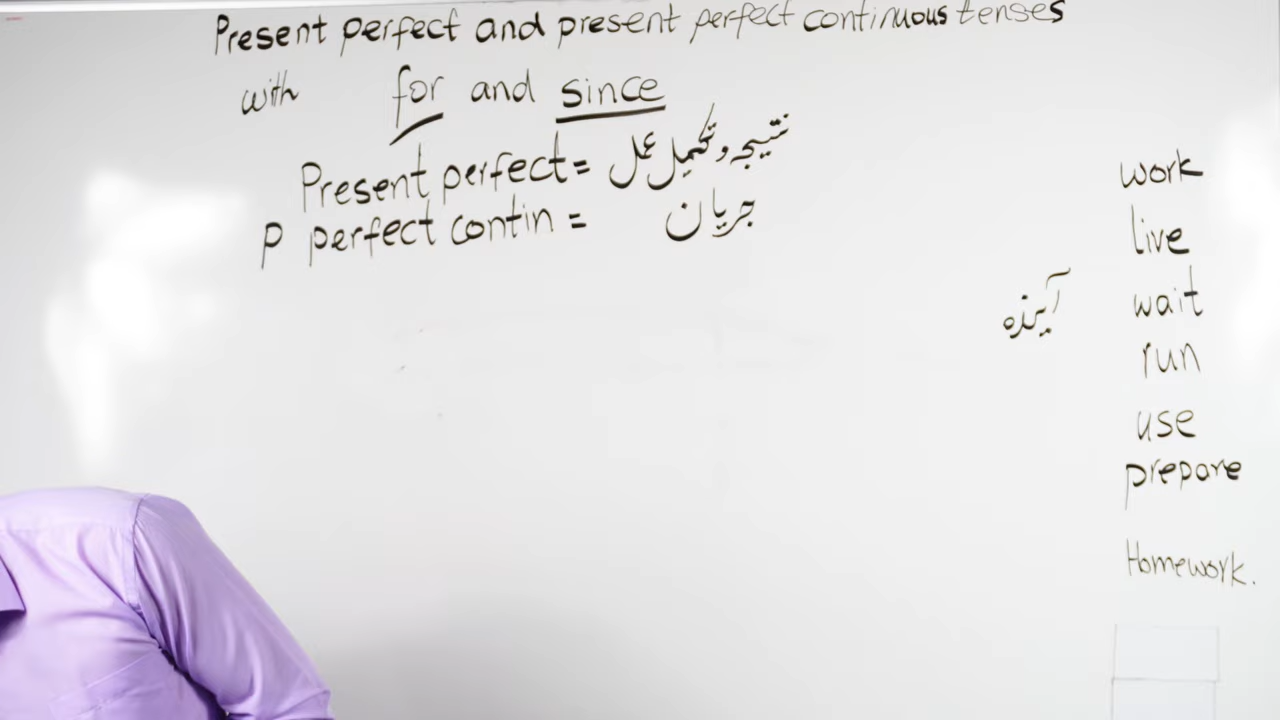 Present perfect and present perfect continuous tenses
with for and since
Present perfect = نتیجه و تکمیل عمل
P perfect contin = جریان
work
live
آینده
wait
run
use
prepare
Homework.